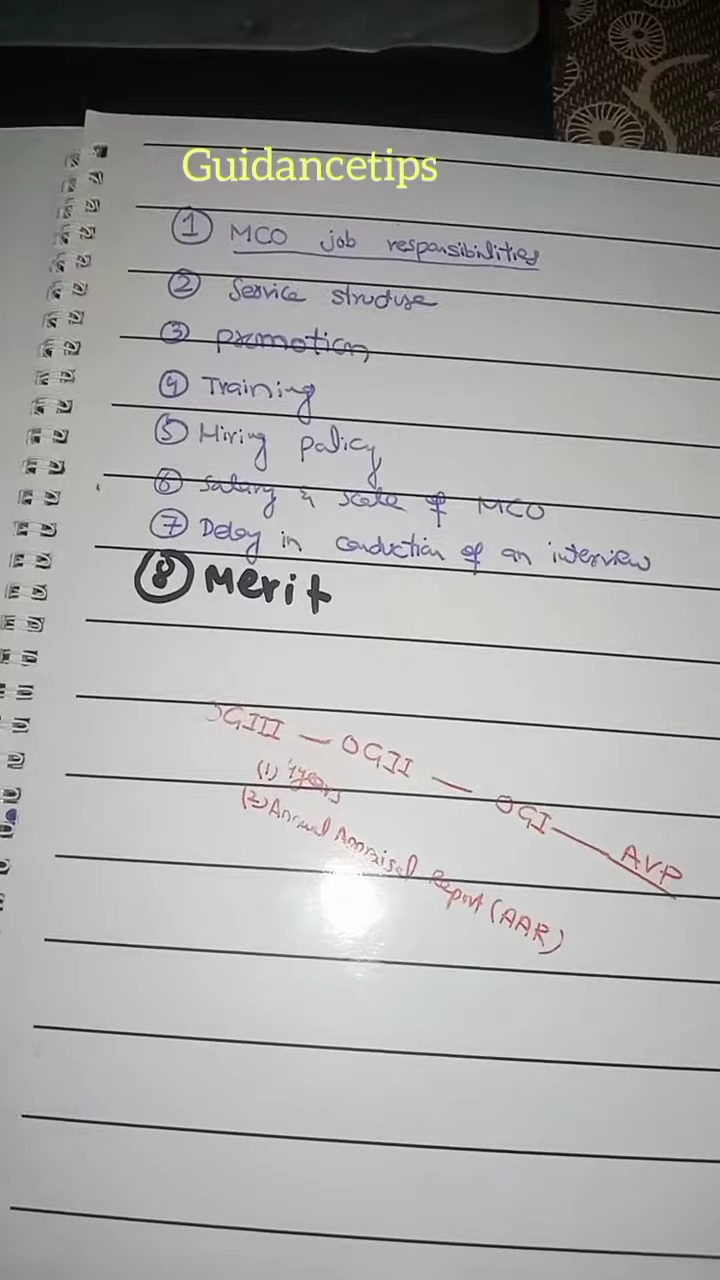 Guidancetips
① MCO job responsibilities
② Service structure
③ promotion
④ Training
⑤ Hiring policy
⑥ Salary & scale of MCO
⑦ Delay in conduction of an interview
⑧ Merit
OGIII — OGII — OGI — AVP
(1) 4years
(2) Annual Appraisal Report (AAR)